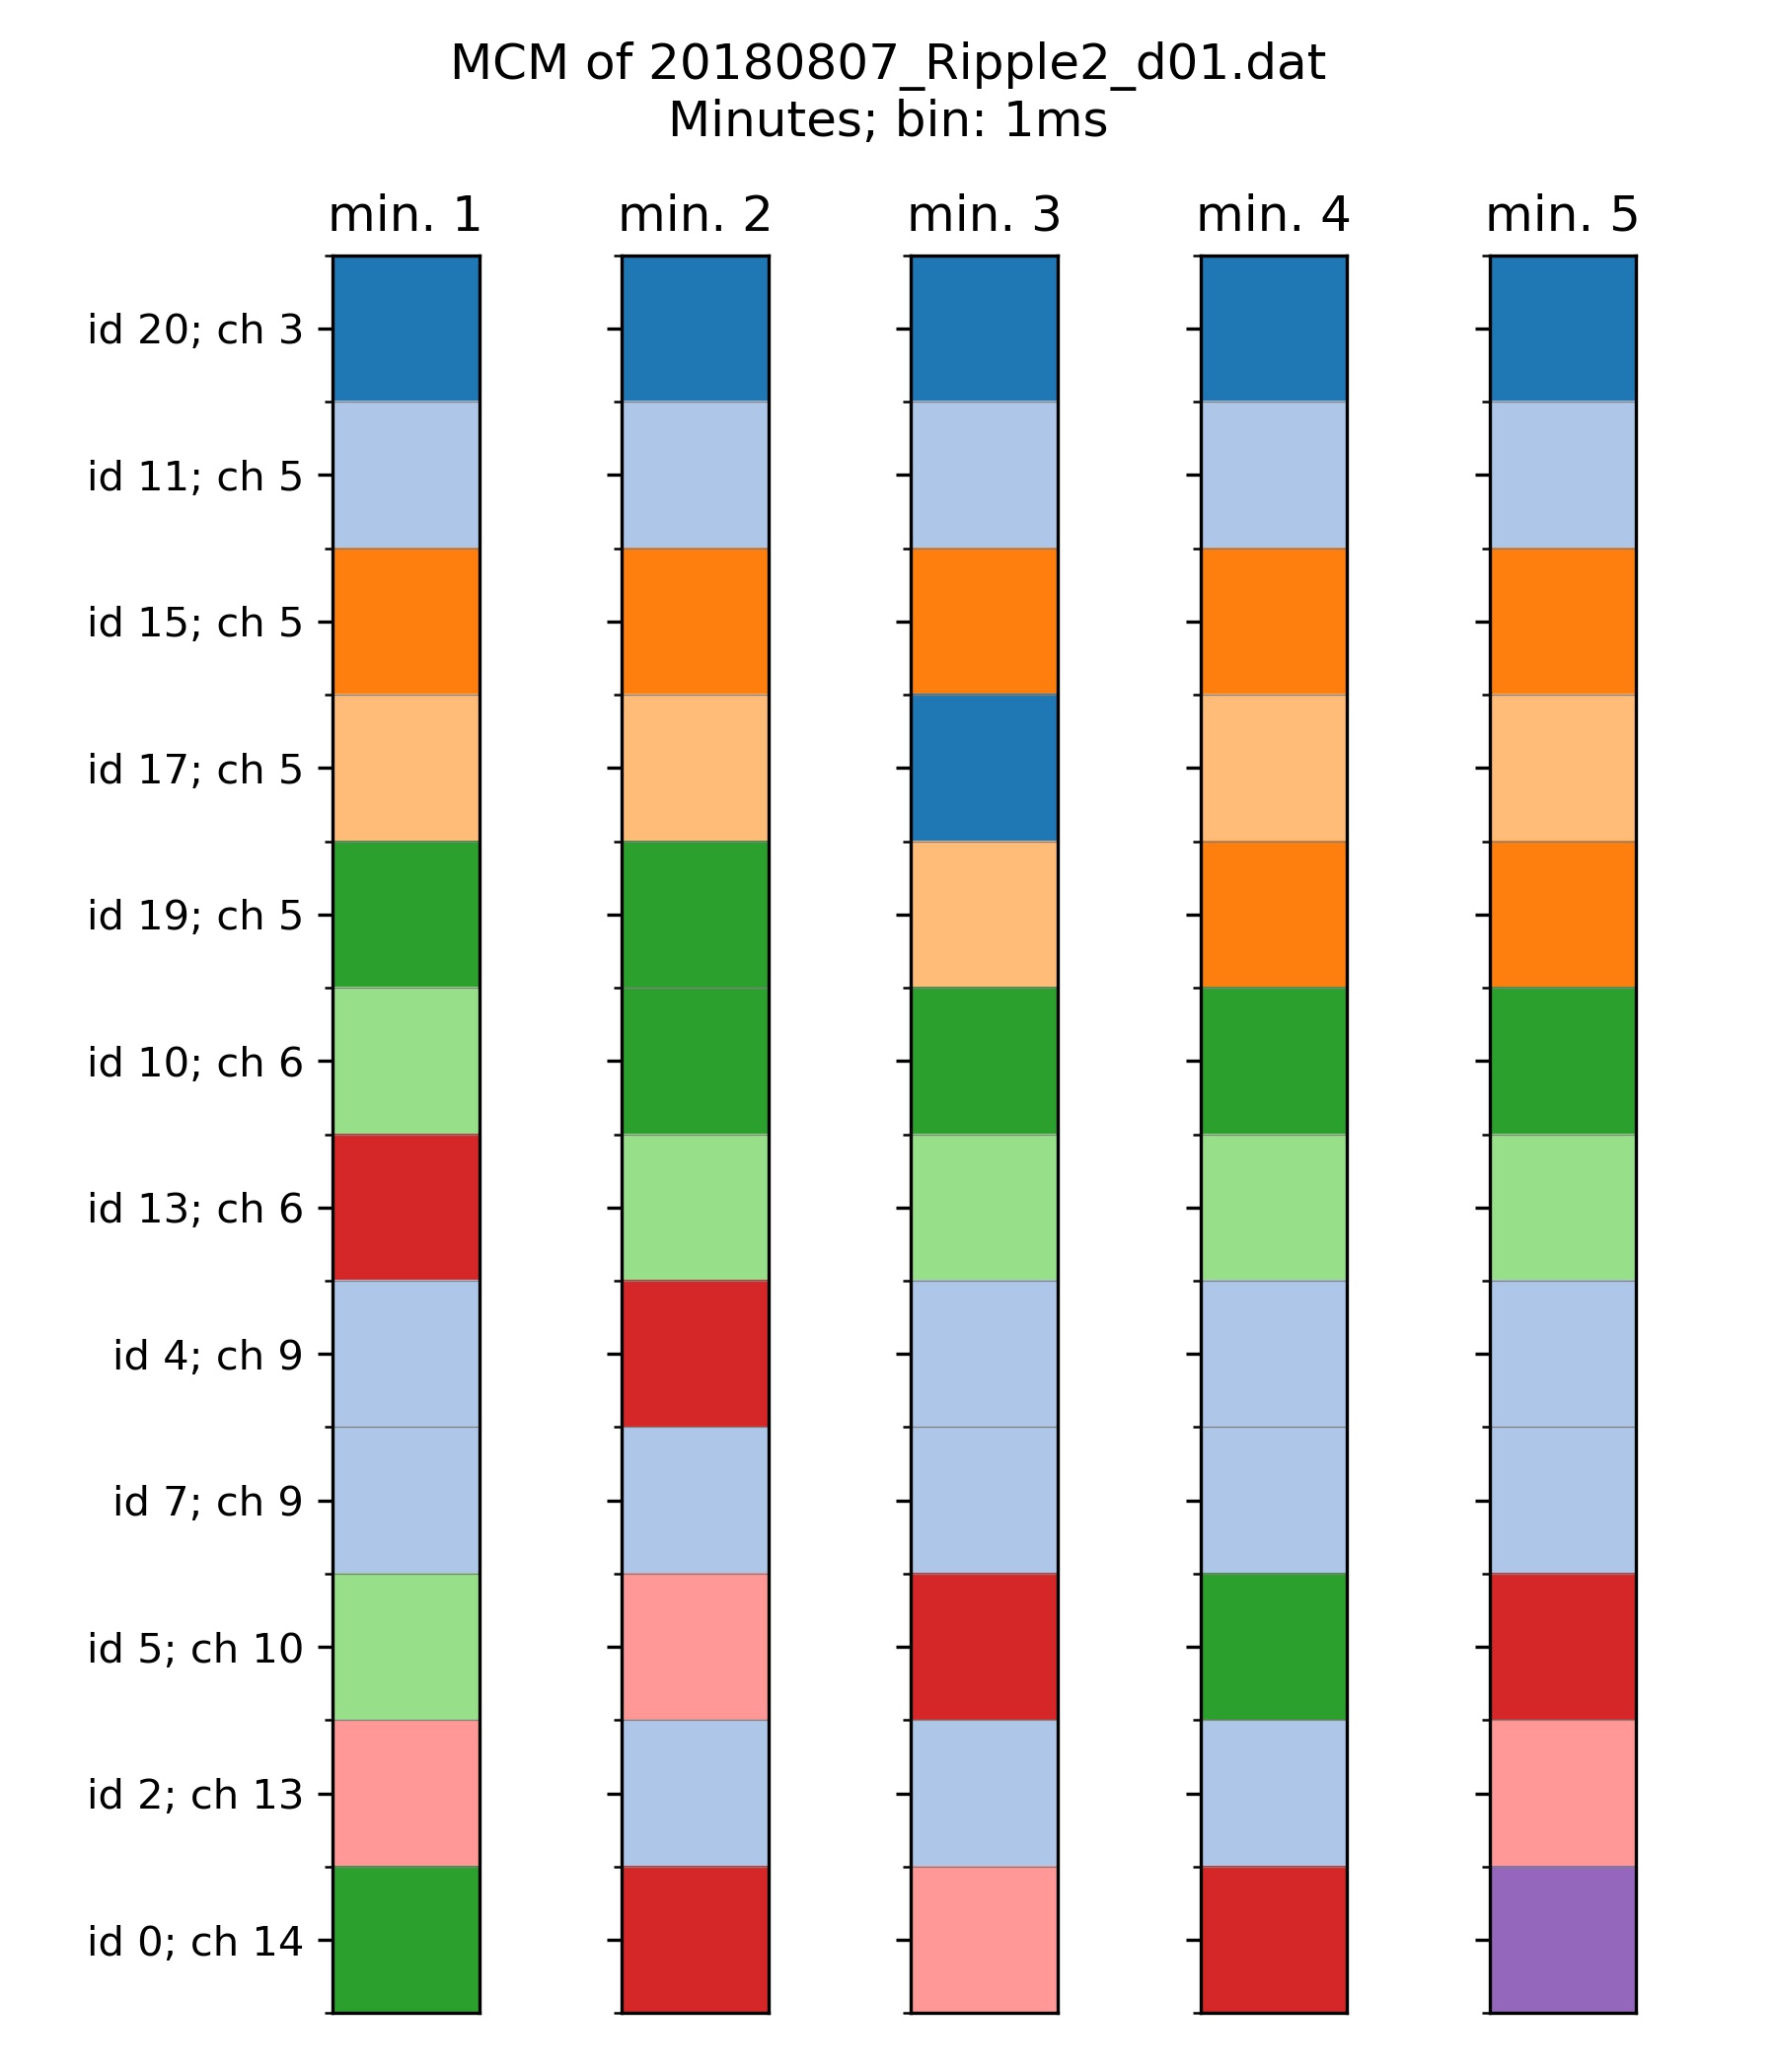 MCM of 20180807_Ripple2_d01.dat
Minutes; bin: 1ms
min. 1 min. 2 min. 3 min. 4 min. 5
id 20; ch 3
id 11; ch 5
id 15; ch 5
id 17; ch 5
id 19; ch 5
id 10; ch 6
id 13; ch 6
id 4; ch 9
id 7; ch 9
id 5; ch 10
id 2; ch 13
id 0; ch 14